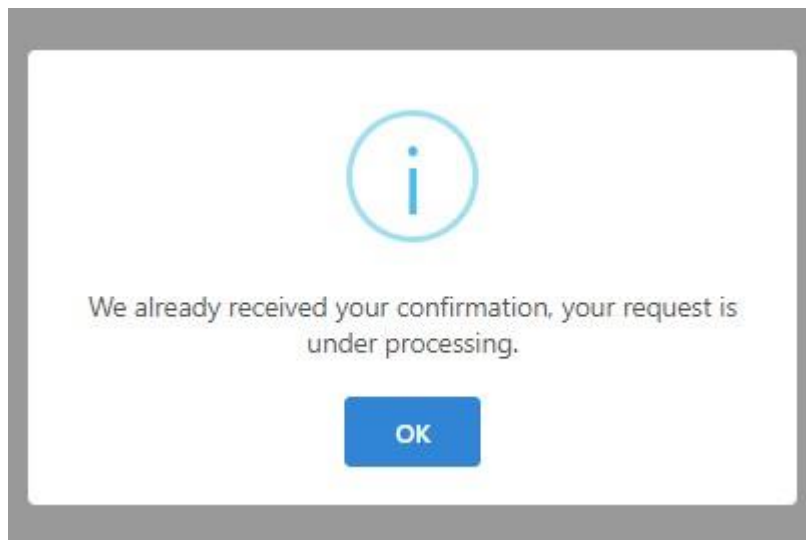 We already received your confirmation, your request is
under processing.
OK